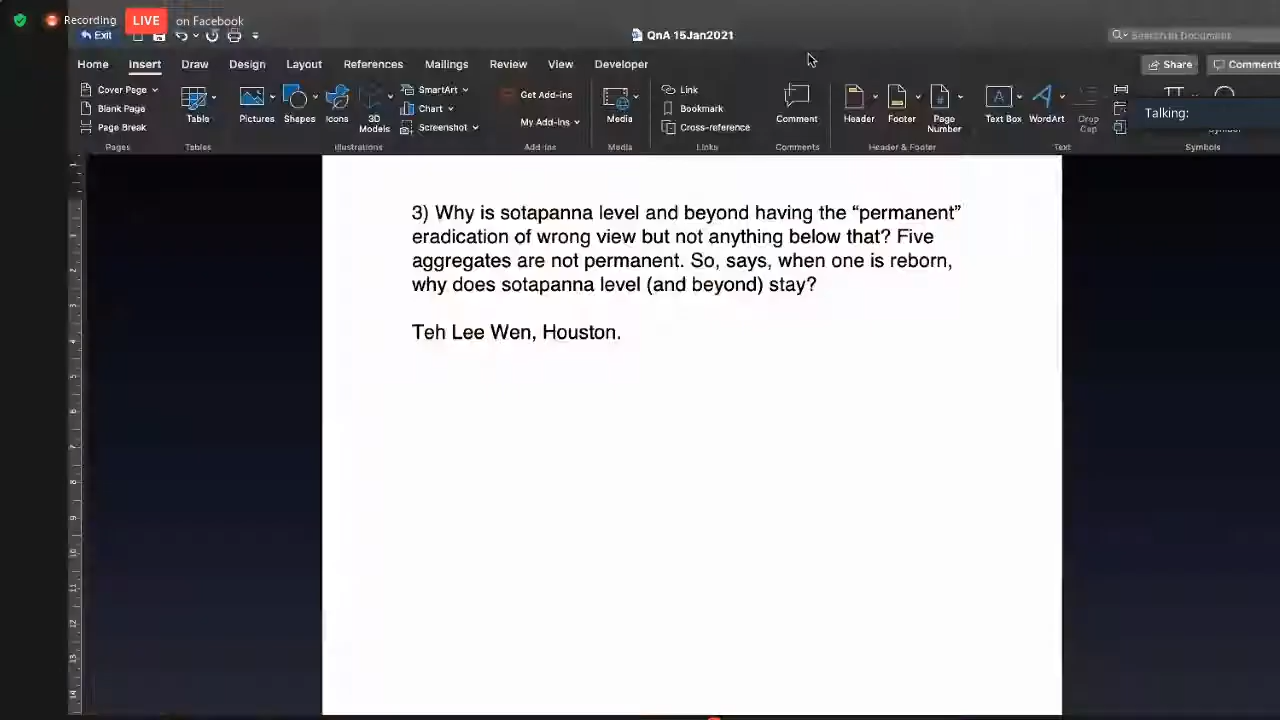 Recording LIVE on Facebook
Exit QnA 15Jan2021 Search in Document
Home Insert Draw Design Layout References Mailings Review View Developer Share Comments
Cover Page
Blank Page
Page Break
Table
Pictures
Shapes
Icons
3D Models
SmartArt
Chart
Screenshot
Get Add-ins
My Add-ins
Media
Link
Bookmark
Cross-reference
Comment
Header
Footer
Page Number
Text Box
WordArt
Drop Cap
Talking:
Pages Tables Illustrations Add-ins Media Links Comments Header & Footer Text Symbols
3) Why is sotapanna level and beyond having the “permanent”
eradication of wrong view but not anything below that? Five
aggregates are not permanent. So, says, when one is reborn,
why does sotapanna level (and beyond) stay?
Teh Lee Wen, Houston.